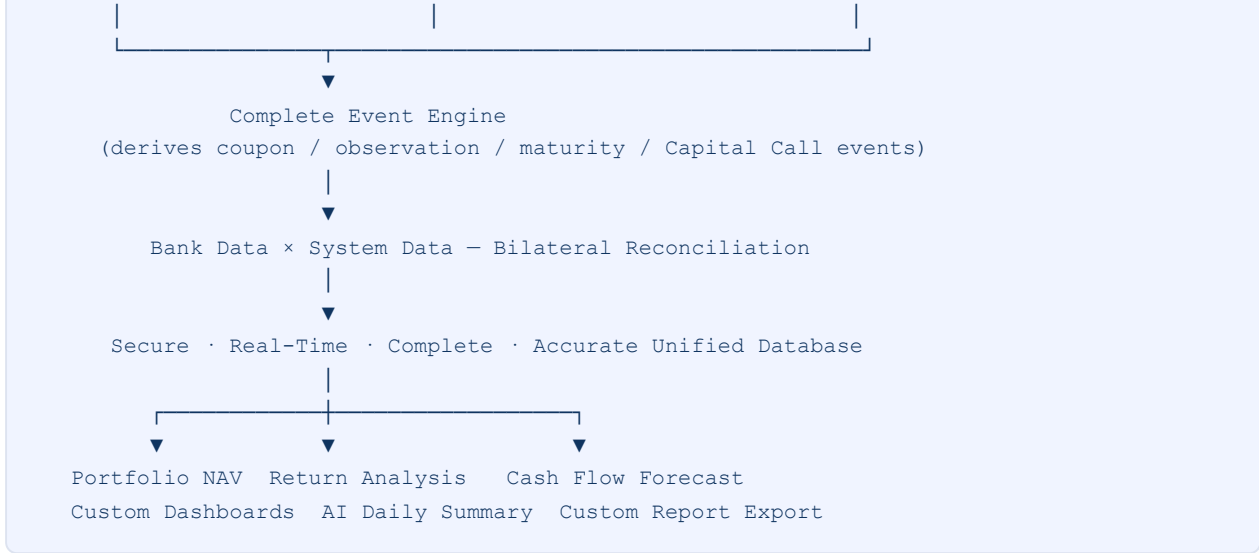 Complete Event Engine
(derives coupon / observation / maturity / Capital Call events)
Bank Data × System Data — Bilateral Reconciliation
Secure · Real-Time · Complete · Accurate Unified Database
Portfolio NAV  Return Analysis   Cash Flow Forecast
Custom Dashboards  AI Daily Summary  Custom Report Export